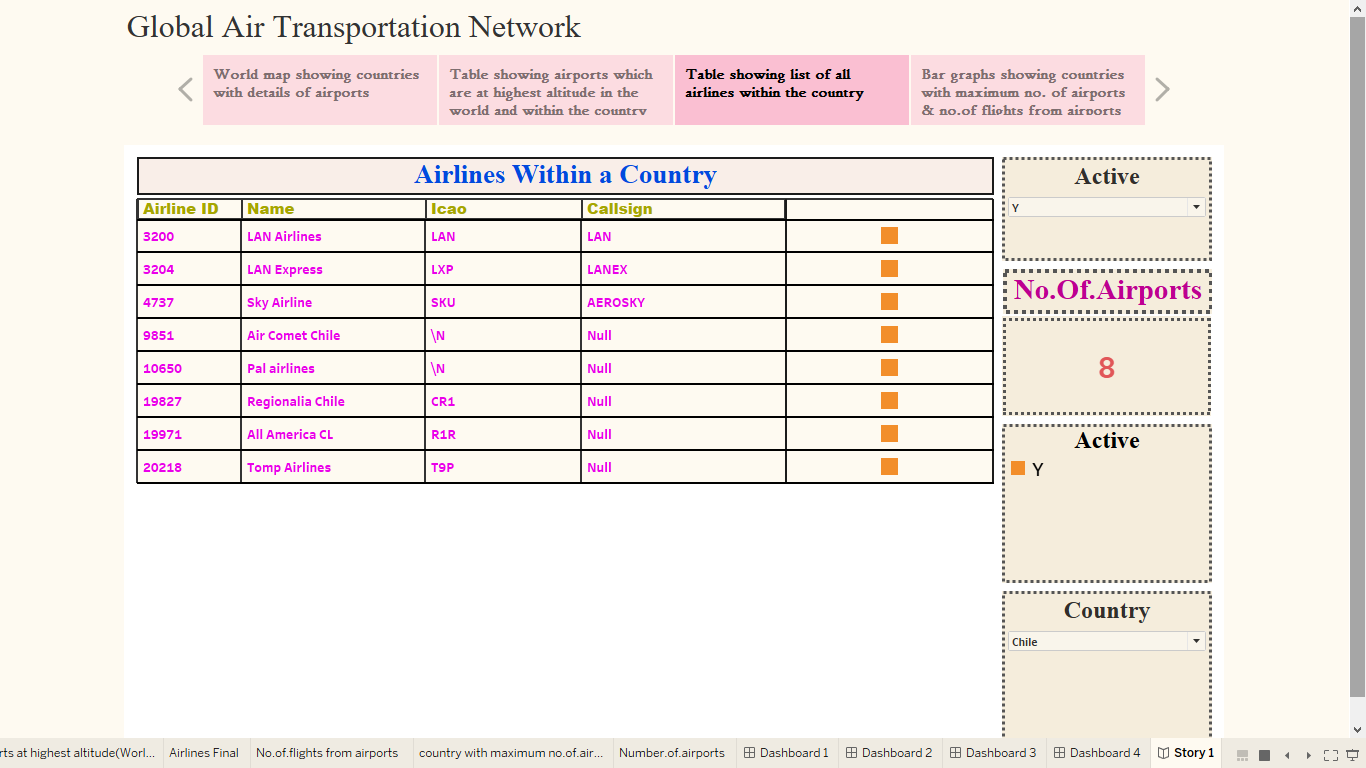 Global Air Transportation Network
World map showing countries
with details of airports
Table showing airports which
are at highest altitude in the
world and within the country
Table showing list of all
airlines within the country
Bar graphs showing countries
with maximum no. of airports
& no.of flights from airports
Airlines Within a Country
Airline ID Name Icao Callsign
3200 LAN Airlines LAN LAN
3204 LAN Express LXP LANEX
4737 Sky Airline SKU AEROSKY
9851 Air Comet Chile \N Null
10650 Pal airlines \N Null
19827 Regionalia Chile CR1 Null
19971 All America CL R1R Null
20218 Tomp Airlines T9P Null
Active
Y
No.Of.Airports
8
Active
Y
Country
Chile
rts at highest altitude(Worl... Airlines Final No.of.flights from airports country with maximum no.of.air... Number.of.airports Dashboard 1 Dashboard 2 Dashboard 3 Dashboard 4 Story 1